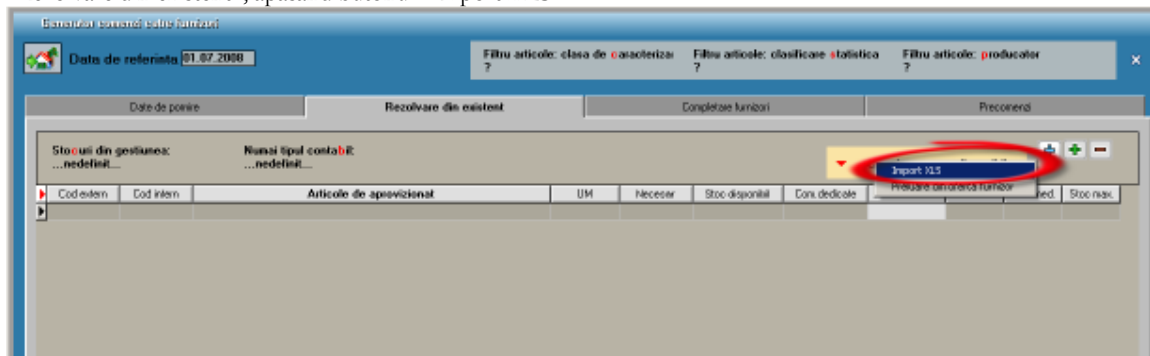 Generator comenzi catre furnizori
Data de referinta 01.07.2008
Filtru articole: clasa de caracterizar
?
Filtru articole: clasificare statistica
?
Filtru articole: producator
?
Date de pornire
Rezolvare din existent
Completare furnizori
Precomenzi
Stocuri din gestiunea:
...nedefinit...
Numai tipul contabil:
...nedefinit...
Import XLS
Preluare din oferta furnizor
Cod extern
Cod intern
Articole de aprovizionat
UM
Necesar
Stoc disponibil
Com. dedicate
med.
Stoc max.